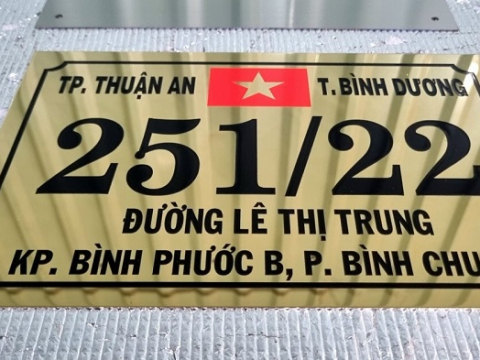 TP. THUẬN AN T. BÌNH DƯƠNG
251/22
ĐƯỜNG LÊ THỊ TRUNG
KP. BÌNH PHƯỚC B, P. BÌNH CHU